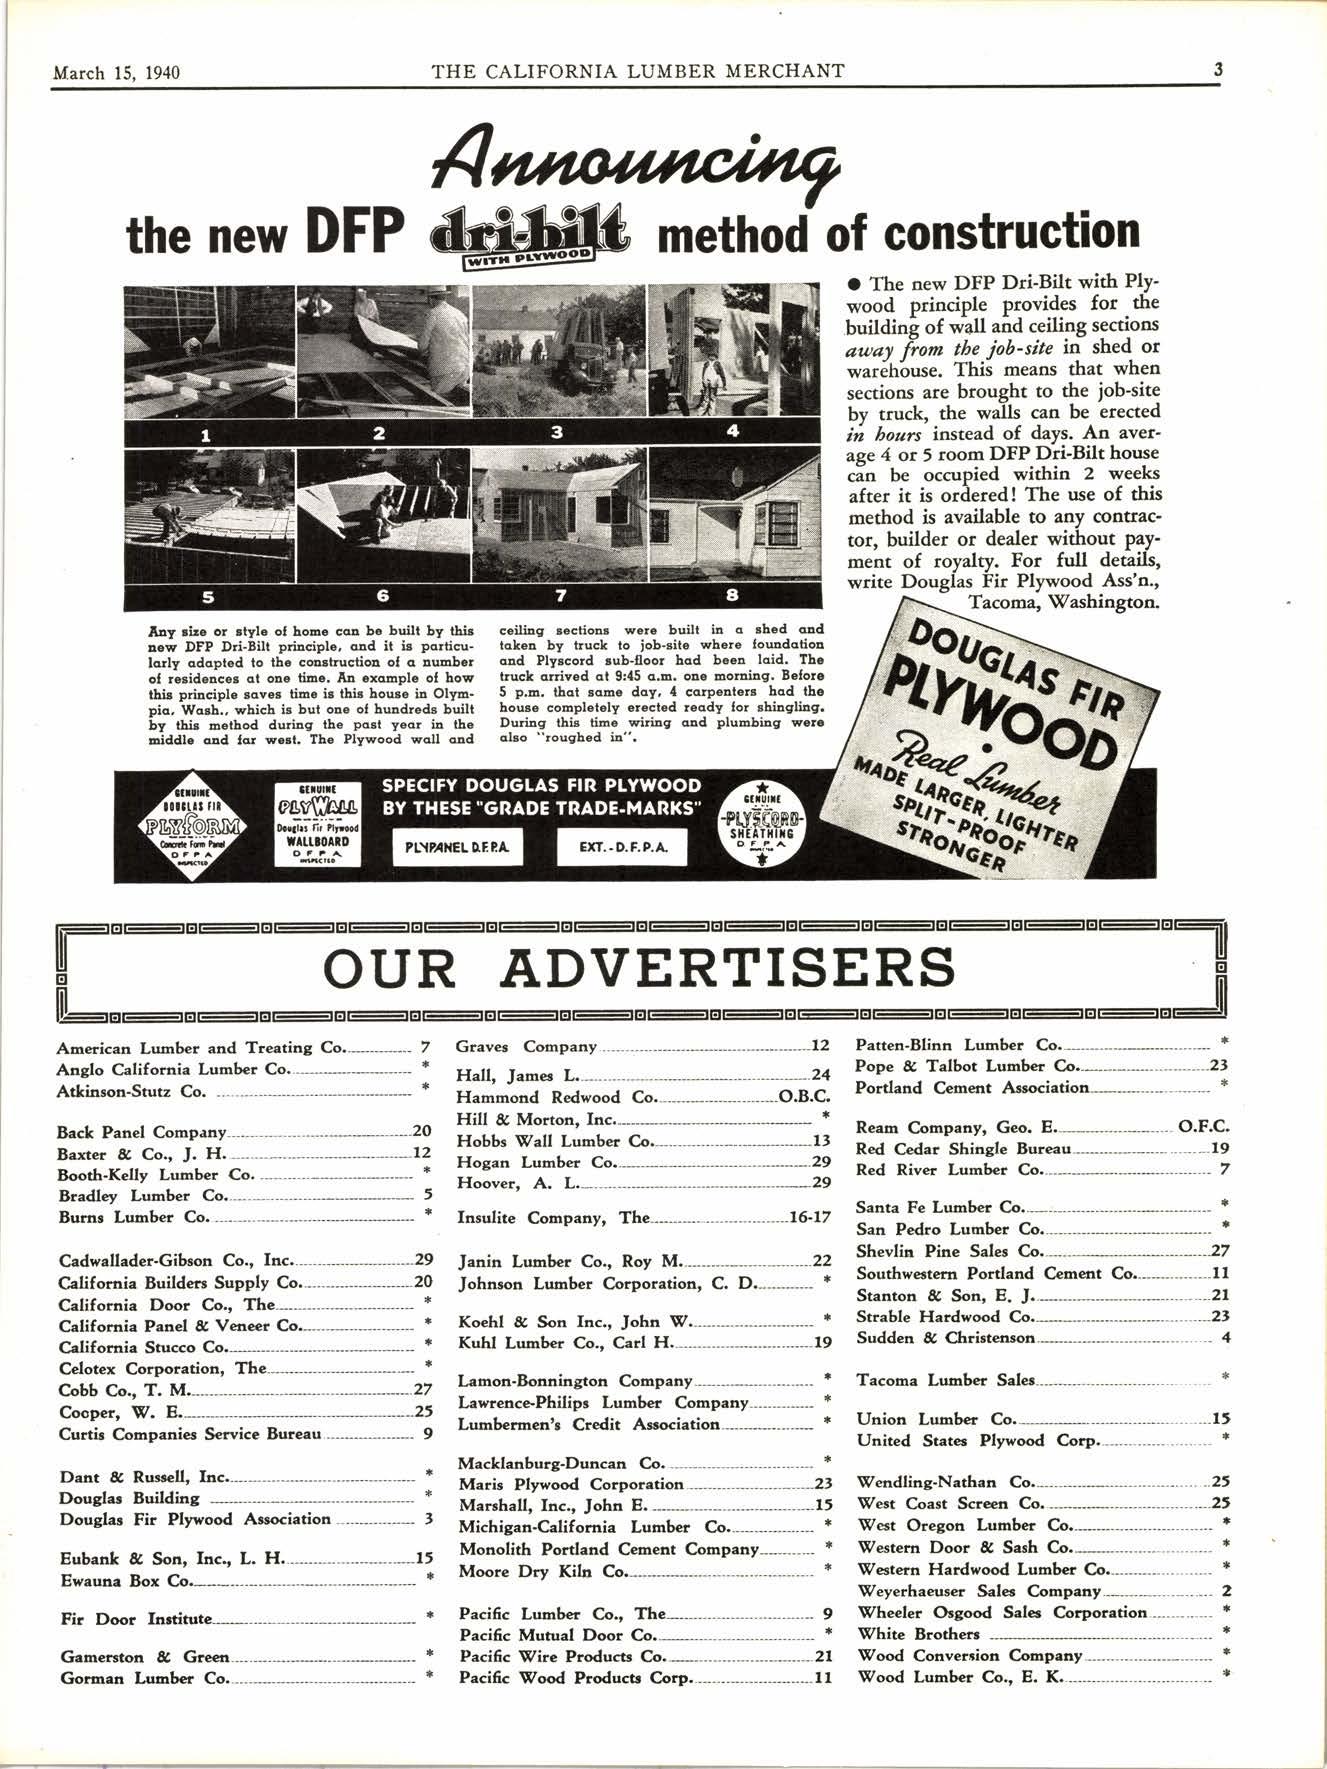 March 15, 1940
THE CALIFORNIA LUMBER MERCHANT
3
Announcing
the new DFP dri-bilt method of construction
WITH PLYWOOD
1
2
3
4
5
6
7
8
● The new DFP Dri-Bilt with Ply-
wood principle provides for the
building of wall and ceiling sections
away from the job-site in shed or
warehouse. This means that when
sections are brought to the job-site
by truck, the walls can be erected
in hours instead of days. An aver-
age 4 or 5 room DFP Dri-Bilt house
can be occupied within 2 weeks
after it is ordered! The use of this
method is available to any contrac-
tor, builder or dealer without pay-
ment of royalty. For full details,
write Douglas Fir Plywood Ass'n.,
Tacoma, Washington.
Any size or style of home can be built by this
new DFP Dri-Bilt principle, and it is particu-
larly adapted to the construction of a number
of residences at one time. An example of how
this principle saves time is this house in Olym-
pia, Wash., which is but one of hundreds built
by this method during the past year in the
middle and far west. The Plywood wall and
ceiling sections were built in a shed and
taken by truck to job-site where foundation
and Plyscord sub-floor had been laid. The
truck arrived at 9:45 a.m. one morning. Before
5 p.m. that same day, 4 carpenters had the
house completely erected ready for shingling.
During this time wiring and plumbing were
also "roughed in".
DOUGLAS FIR
PLYWOOD
Real Lumber
MADE LARGER, LIGHTER
SPLIT-PROOF
STRONGER
GENUINE
DOUGLAS FIR
PLYFORM
Concrete Form Panel
DFPA
INSPECTED
GENUINE
PLYWALL
Douglas Fir Plywood
WALLBOARD
DFPA
INSPECTED
SPECIFY DOUGLAS FIR PLYWOOD
BY THESE "GRADE TRADE-MARKS"
PLYPANEL D.F.P.A.
EXT.-D.F.P.A.
GENUINE
PLYSCORD
SHEATHING
DFPA
OUR ADVERTISERS
American Lumber and Treating Co. 7
Anglo California Lumber Co. *
Atkinson-Stutz Co. *
Back Panel Company 20
Baxter & Co., J. H. 12
Booth-Kelly Lumber Co. *
Bradley Lumber Co. 5
Burns Lumber Co. *
Cadwallader-Gibson Co., Inc. 29
California Builders Supply Co. 20
California Door Co., The *
California Panel & Veneer Co. *
California Stucco Co. *
Celotex Corporation, The *
Cobb Co., T. M. 27
Cooper, W. E. 25
Curtis Companies Service Bureau 9
Dant & Russell, Inc. *
Douglas Building *
Douglas Fir Plywood Association 3
Eubank & Son, Inc., L. H. 15
Ewauna Box Co. *
Fir Door Institute *
Gamerston & Green *
Gorman Lumber Co. *
Graves Company 12
Hall, James L. 24
Hammond Redwood Co. O.B.C.
Hill & Morton, Inc. *
Hobbs Wall Lumber Co. 13
Hogan Lumber Co. 29
Hoover, A. L. 29
Insulite Company, The 16-17
Janin Lumber Co., Roy M. 22
Johnson Lumber Corporation, C. D. *
Koehl & Son Inc., John W. *
Kuhl Lumber Co., Carl H. 19
Lamon-Bonnington Company *
Lawrence-Philips Lumber Company *
Lumbermen's Credit Association *
Macklanburg-Duncan Co. *
Maris Plywood Corporation 23
Marshall, Inc., John E. 15
Michigan-California Lumber Co. *
Monolith Portland Cement Company *
Moore Dry Kiln Co. *
Pacific Lumber Co., The 9
Pacific Mutual Door Co. *
Pacific Wire Products Co. 21
Pacific Wood Products Corp. 11
Patten-Blinn Lumber Co. *
Pope & Talbot Lumber Co. 23
Portland Cement Association *
Ream Company, Geo. E. O.F.C.
Red Cedar Shingle Bureau 19
Red River Lumber Co. 7
Santa Fe Lumber Co. *
San Pedro Lumber Co. *
Shevlin Pine Sales Co. 27
Southwestern Portland Cement Co. 11
Stanton & Son, E. J. 21
Strable Hardwood Co. 23
Sudden & Christenson 4
Tacoma Lumber Sales *
Union Lumber Co. 15
United States Plywood Corp. *
Wendling-Nathan Co. 25
West Coast Screen Co. 25
West Oregon Lumber Co. *
Western Door & Sash Co. *
Western Hardwood Lumber Co. *
Weyerhaeuser Sales Company 2
Wheeler Osgood Sales Corporation *
White Brothers *
Wood Conversion Company *
Wood Lumber Co., E. K. *